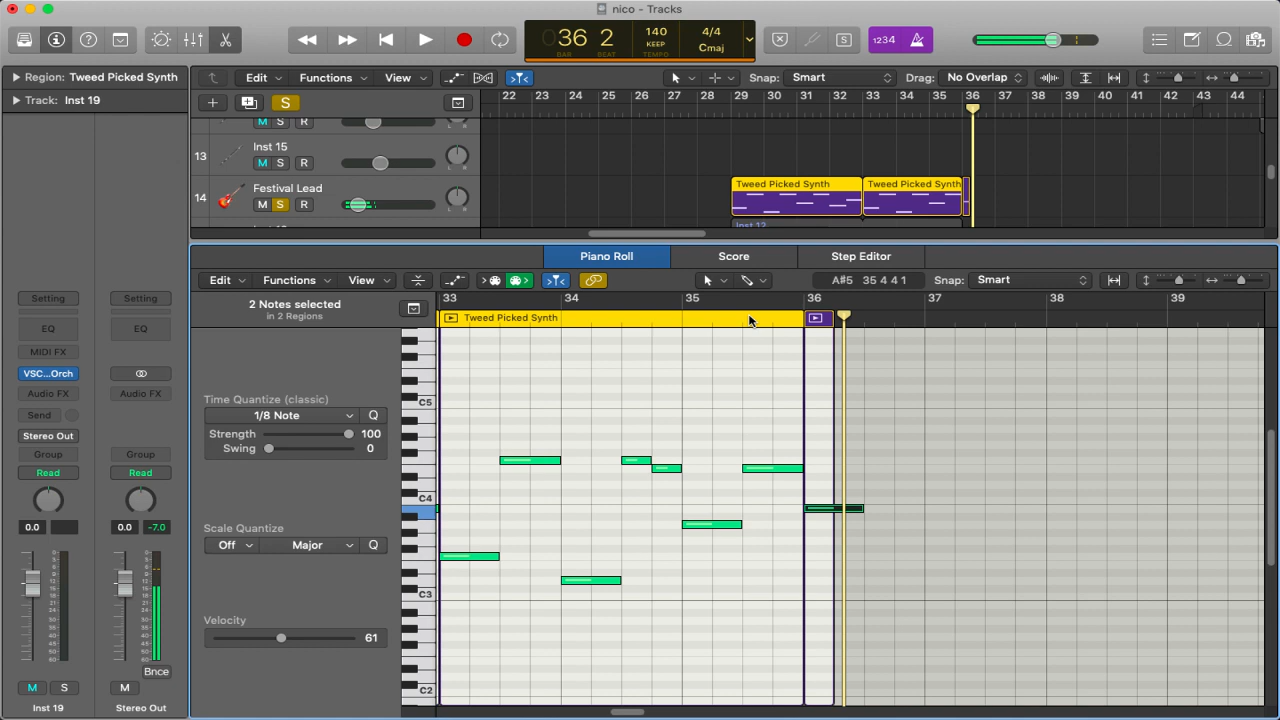 nico - Tracks
36 2
BAR BEAT
140
KEEP
TEMPO
4/4
Cmaj
1234
Region: Tweed Picked Synth
Edit Functions View
Snap: Smart
Drag: No Overlap
Track: Inst 19
S
22 23 24 25 26 27 28 29 30 31 32 33 34 35 36 37 38 39 40 41 42 43 44
M S R
13 Inst 15
M S R
14 Festival Lead
M S R
Tweed Picked Synth Tweed Picked Synth
Inst 12
Piano Roll Score Step Editor
Edit Functions View
A#5 35 4 4 1
Snap: Smart
2 Notes selected
in 2 Regions
33 34 35 36 37 38 39
Tweed Picked Synth
Setting Setting
EQ EQ
MIDI FX
VSC...Orch
Audio FX Audio FX
Send
Stereo Out
Group Group
Read Read
0.0 0.0 -7.0
Bnce
M S M
Inst 19 Stereo Out
Time Quantize (classic)
1/8 Note Q
Strength 100
Swing 0
Scale Quantize
Off Major Q
Velocity
61
C5
C4
C3
C2